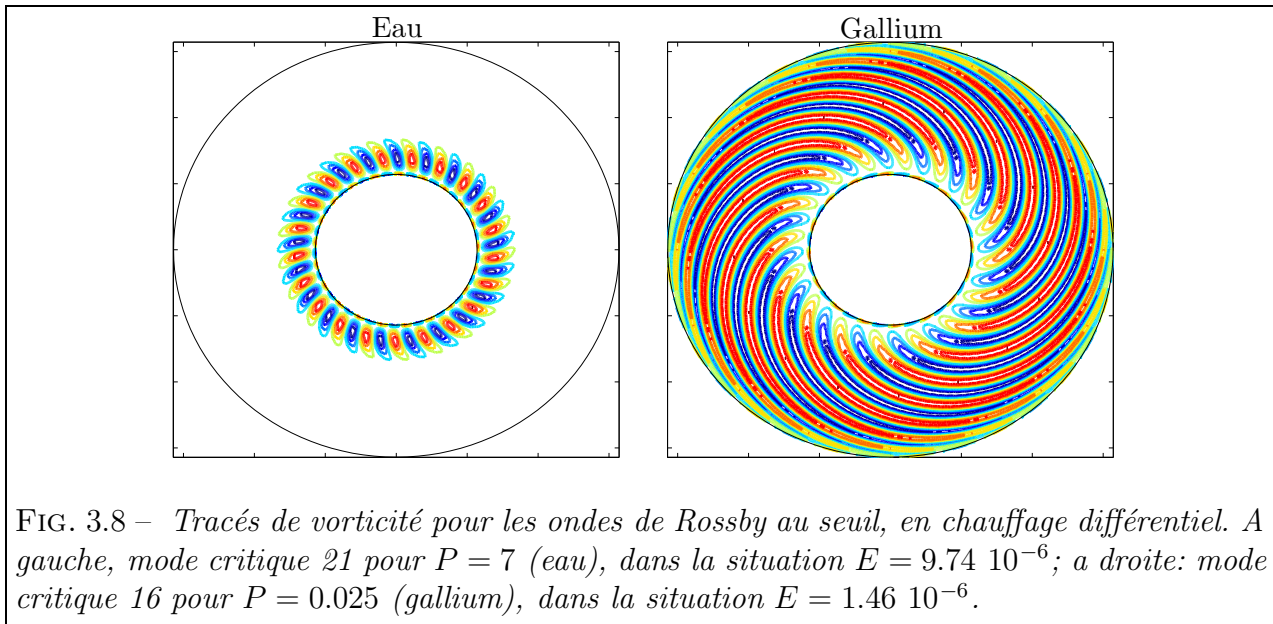 Eau
Gallium
FIG. 3.8 – Tracés de vorticité pour les ondes de Rossby au seuil, en chauffage différentiel. A
gauche, mode critique 21 pour P = 7 (eau), dans la situation E = 9.74 10⁻⁶; a droite: mode
critique 16 pour P = 0.025 (gallium), dans la situation E = 1.46 10⁻⁶.